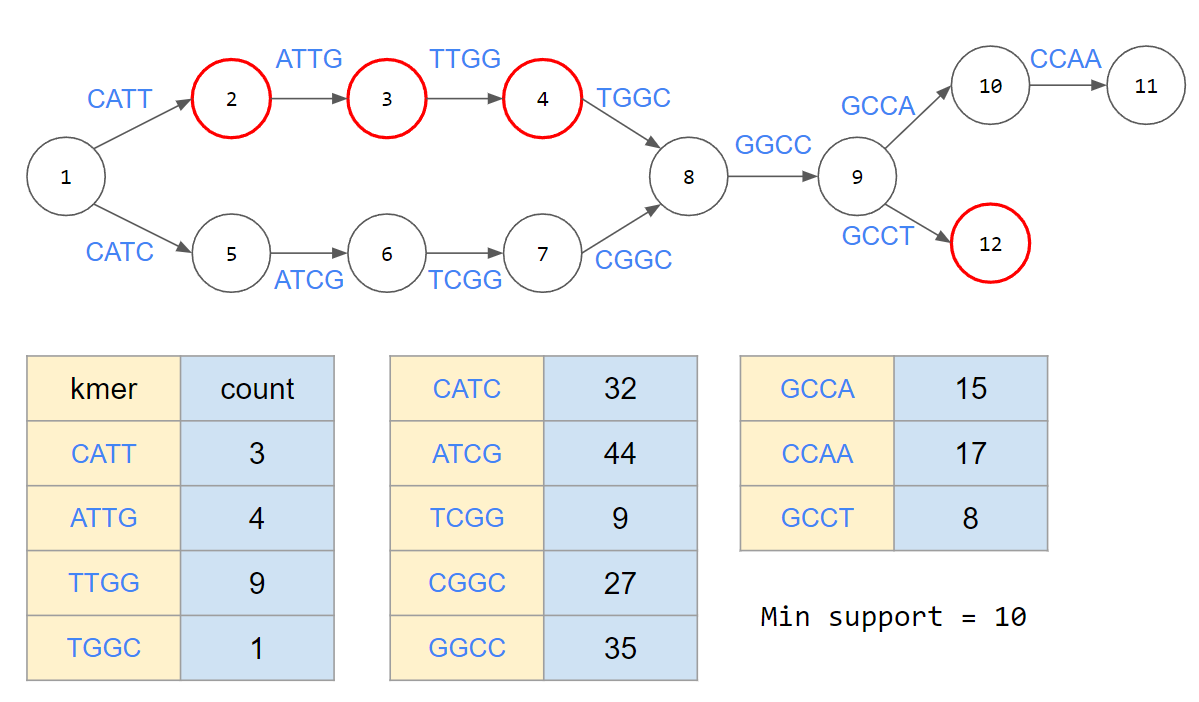 ATTG TTGG CCAA
CATT 2 3 4 TGGC 10 11
GCCA
GGCC
1 8 9
CATC 5 6 7 CGGC GCCT 12
ATCG TCGG
kmer count
CATT 3
ATTG 4
TTGG 9
TGGC 1
CATC 32
ATCG 44
TCGG 9
CGGC 27
GGCC 35
GCCA 15
CCAA 17
GCCT 8
Min support = 10